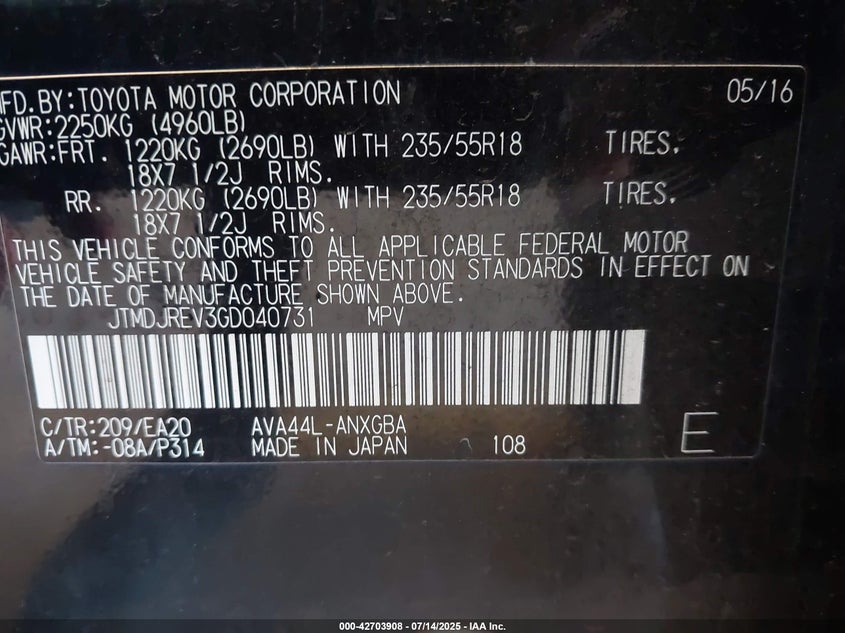 MFD.BY:TOYOTA MOTOR CORPORATION 05/16
GVWR:2250KG (4960LB)
GAWR:FRT. 1220KG (2690LB) WITH 235/55R18 TIRES.
18X7 1/2J RIMS.
RR. 1220KG (2690LB) WITH 235/55R18 TIRES.
18X7 1/2J RIMS.
THIS VEHICLE CONFORMS TO ALL APPLICABLE FEDERAL MOTOR
VEHICLE SAFETY AND THEFT PREVENTION STANDARDS IN EFFECT ON
THE DATE OF MANUFACTURE SHOWN ABOVE.
JTMDJREV3GD040731 MPV
C/TR:209/EA20 AVA44L-ANXGBA
A/TM:-08A/P314 MADE IN JAPAN 108 E
000-42703908 - 07/14/2025 - IAA Inc.